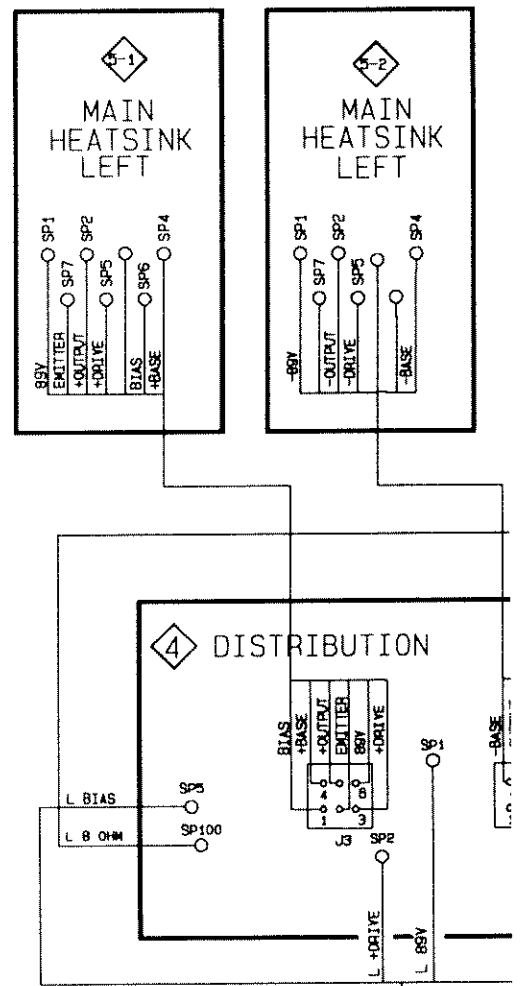 5-1
MAIN
HEATSINK
LEFT
SP1
SP7
SP2
SP5
SP6
SP4
89V
EMITTER
+OUTPUT
+DRIVE
BIAS
+BASE
5-2
MAIN
HEATSINK
LEFT
SP1
SP7
SP2
SP5
SP4
-89V
-OUTPUT
-DRIVE
-BASE
4 DISTRIBUTION
BIAS
+BASE
+OUTPUT
EMITTER
89V
+DRIVE
4
6
1
3
J3
SP1
-BASE
L BIAS
SP5
L 8 OHM
SP100
SP2
L +DRIVE
L 89V